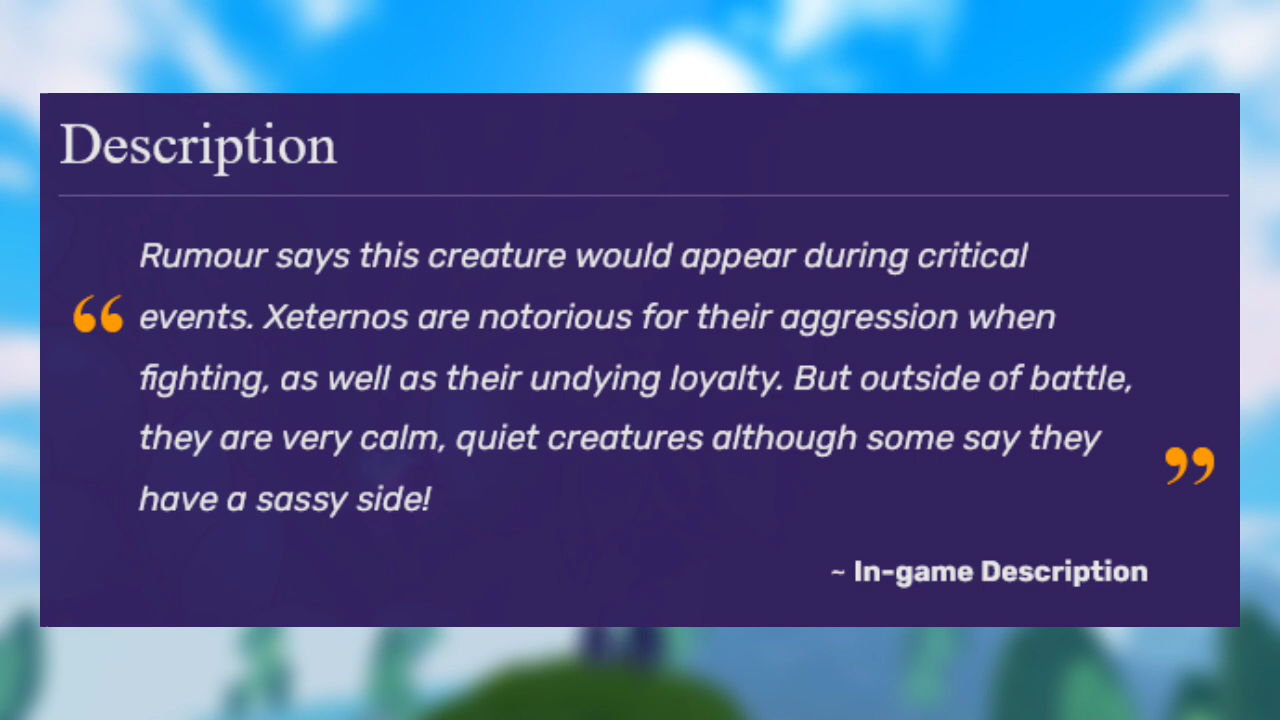 Description
Rumour says this creature would appear during critical
“ events. Xeternos are notorious for their aggression when
fighting, as well as their undying loyalty. But outside of battle,
they are very calm, quiet creatures although some say they ”
have a sassy side!
~ In-game Description